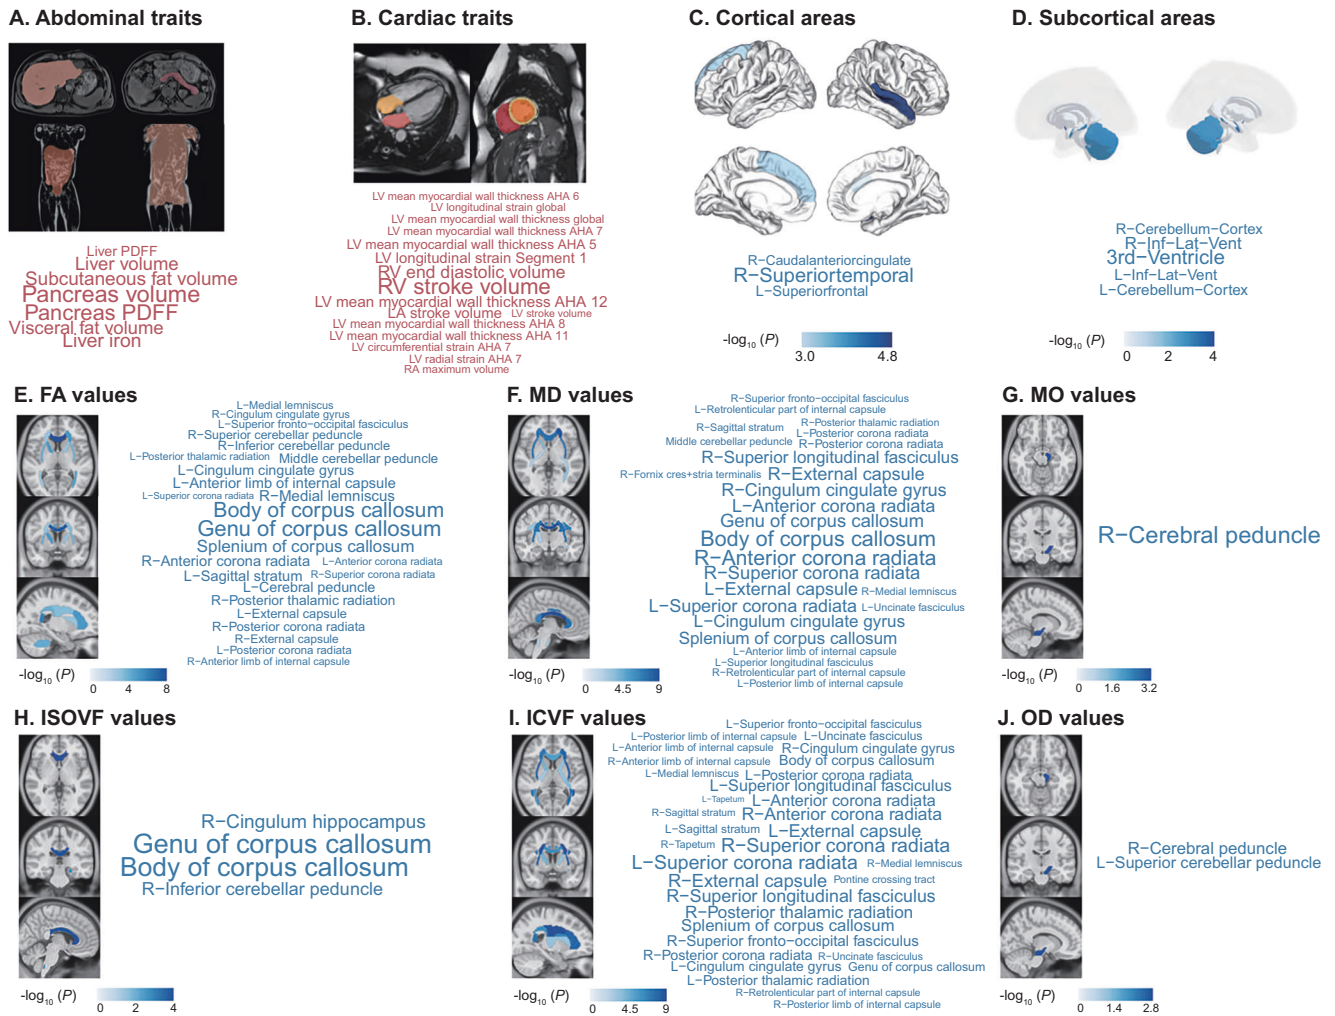 A. Abdominal traits
Liver PDFF
Liver volume
Subcutaneous fat volume
Pancreas volume
Pancreas PDFF
Visceral fat volume
Liver iron
B. Cardiac traits
LV mean myocardial wall thickness AHA 6
LV longitudinal strain global
LV mean myocardial wall thickness global
LV mean myocardial wall thickness AHA 7
LV mean myocardial wall thickness AHA 5
LV longitudinal strain Segment 1
RV end diastolic volume
RV stroke volume
LV mean myocardial wall thickness AHA 12
LA stroke volume LV stroke volume
LV mean myocardial wall thickness AHA 8
LV mean myocardial wall thickness AHA 11
LV circumferential strain AHA 7
LV radial strain AHA 7
RA maximum volume
C. Cortical areas
R−Caudalanteriorcingulate
R−Superiortemporal
L−Superiorfrontal
-log10 (P)
3.0 4.8
D. Subcortical areas
R−Cerebellum−Cortex
R−Inf−Lat−Vent
3rd−Ventricle
L−Inf−Lat−Vent
L−Cerebellum−Cortex
-log10 (P)
0 2 4
E. FA values
L−Medial lemniscus
R−Cingulum cingulate gyrus
L−Superior fronto−occipital fasciculus
R−Superior cerebellar peduncle
R−Inferior cerebellar peduncle
L−Posterior thalamic radiation Middle cerebellar peduncle
L−Cingulum cingulate gyrus
L−Anterior limb of internal capsule
L−Superior corona radiata R−Medial lemniscus
Body of corpus callosum
Genu of corpus callosum
Splenium of corpus callosum
R−Anterior corona radiata L−Anterior corona radiata
L−Sagittal stratum R−Superior corona radiata
L−Cerebral peduncle
R−Posterior thalamic radiation
L−External capsule
R−Posterior corona radiata
R−External capsule
L−Posterior corona radiata
R−Anterior limb of internal capsule
-log10 (P)
0 4 8
F. MD values
R−Superior fronto−occipital fasciculus
L−Retrolenticular part of internal capsule
R−Posterior thalamic radiation
R−Sagittal stratum L−Posterior corona radiata
Middle cerebellar peduncle R−Posterior corona radiata
R−Superior longitudinal fasciculus
R−Fornix cres+stria terminalis R−External capsule
R−Cingulum cingulate gyrus
L−Anterior corona radiata
Genu of corpus callosum
Body of corpus callosum
R−Anterior corona radiata
R−Superior corona radiata
L−External capsule R−Medial lemniscus
L−Superior corona radiata L−Uncinate fasciculus
L−Cingulum cingulate gyrus
Splenium of corpus callosum
L−Anterior limb of internal capsule
L−Superior longitudinal fasciculus
R−Retrolenticular part of internal capsule
L−Posterior limb of internal capsule
-log10 (P)
0 4.5 9
G. MO values
R−Cerebral peduncle
-log10 (P)
0 1.6 3.2
H. ISOVF values
R−Cingulum hippocampus
Genu of corpus callosum
Body of corpus callosum
R−Inferior cerebellar peduncle
-log10 (P)
0 2 4
I. ICVF values
L−Superior fronto−occipital fasciculus
L−Posterior limb of internal capsule L−Uncinate fasciculus
L−Anterior limb of internal capsule R−Cingulum cingulate gyrus
R−Anterior limb of internal capsule Body of corpus callosum
L−Medial lemniscus L−Posterior corona radiata
L−Superior longitudinal fasciculus
L−Tapetum L−Anterior corona radiata
R−Sagittal stratum R−Anterior corona radiata
L−Sagittal stratum L−External capsule
R−Tapetum R−Superior corona radiata
L−Superior corona radiata R−Medial lemniscus
R−External capsule Pontine crossing tract
R−Superior longitudinal fasciculus
R−Posterior thalamic radiation
Splenium of corpus callosum
R−Superior fronto−occipital fasciculus
R−Posterior corona radiata R−Uncinate fasciculus
L−Cingulum cingulate gyrus Genu of corpus callosum
L−Posterior thalamic radiation
R−Retrolenticular part of internal capsule
R−Posterior limb of internal capsule
-log10 (P)
0 4.5 9
J. OD values
R−Cerebral peduncle
L−Superior cerebellar peduncle
-log10 (P)
0 1.4 2.8